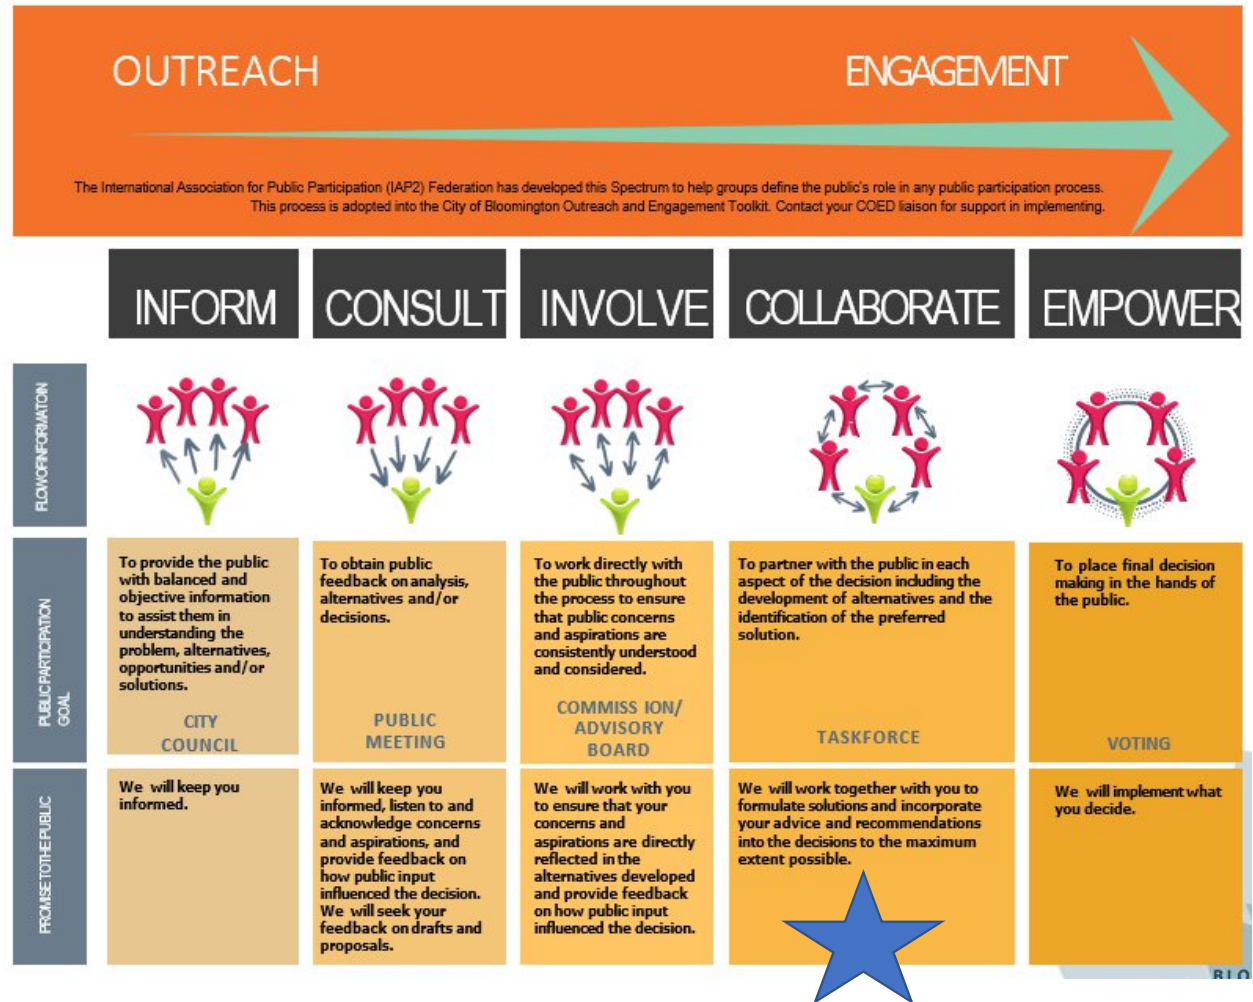 OUTREACH
ENGAGEMENT
The International Association for Public Participation (IAP2) Federation has developed this Spectrum to help groups define the public's role in any public participation process.
This process is adopted into the City of Bloomington Outreach and Engagement Toolkit. Contact your COED liaison for support in implementing.
INFORM
CONSULT
INVOLVE
COLLABORATE
EMPOWER
FLOW OF INFORMATOIN
PUBLIC PARTICIPATION
GOAL
To provide the public
with balanced and
objective information
to assist them in
understanding the
problem, alternatives,
opportunities and/or
solutions.
CITY
COUNCIL
To obtain public
feedback on analysis,
alternatives and/or
decisions.
PUBLIC
MEETING
To work directly with
the public throughout
the process to ensure
that public concerns
and aspirations are
consistently understood
and considered.
COMMISS ION/
ADVISORY
BOARD
To partner with the public in each
aspect of the decision including the
development of alternatives and the
identification of the preferred
solution.
TASKFORCE
To place final decision
making in the hands of
the public.
VOTING
PROMISE TO THE PUBLIC
We will keep you
informed.
We will keep you
informed, listen to and
acknowledge concerns
and aspirations, and
provide feedback on
how public input
influenced the decision.
We will seek your
feedback on drafts and
proposals.
We will work with you
to ensure that your
concerns and
aspirations are directly
reflected in the
alternatives developed
and provide feedback
on how public input
influenced the decision.
We will work together with you to
formulate solutions and incorporate
your advice and recommendations
into the decisions to the maximum
extent possible.
We will implement what
you decide.
BLO